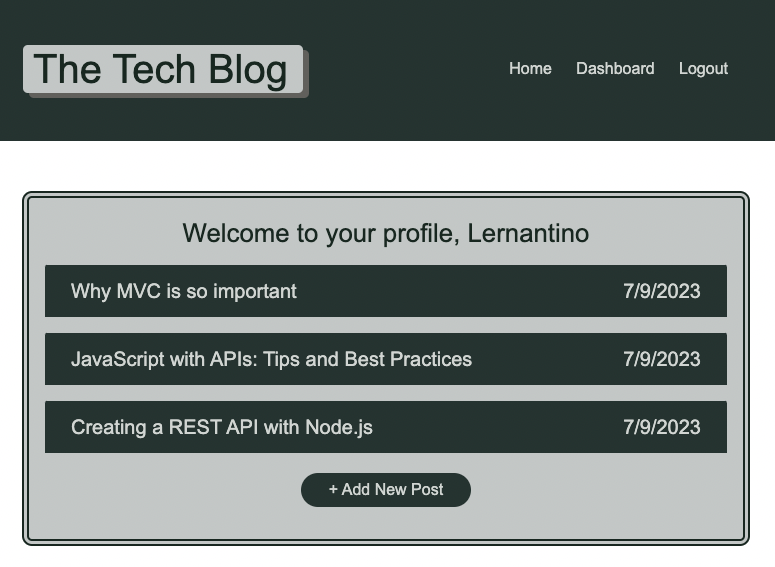 The Tech Blog
Home Dashboard Logout
Welcome to your profile, Lernantino
Why MVC is so important 7/9/2023
JavaScript with APIs: Tips and Best Practices 7/9/2023
Creating a REST API with Node.js 7/9/2023
+ Add New Post